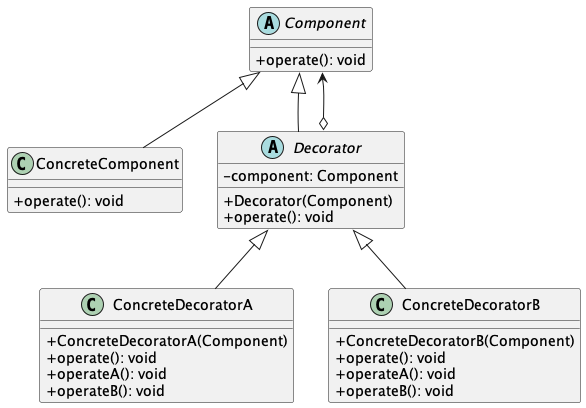 A Component
+operate(): void
C ConcreteComponent
+operate(): void
A Decorator
-component: Component
+Decorator(Component)
+operate(): void
C ConcreteDecoratorA
+ConcreteDecoratorA(Component)
+operate(): void
+operateA(): void
+operateB(): void
C ConcreteDecoratorB
+ConcreteDecoratorB(Component)
+operate(): void
+operateA(): void
+operateB(): void